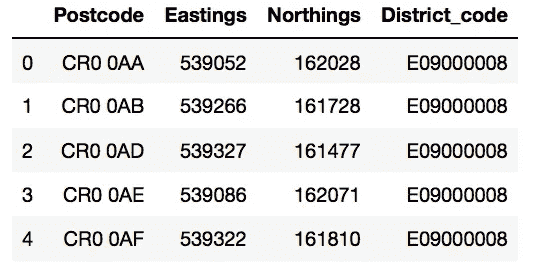 Postcode Eastings Northings District_code
0 CR0 0AA 539052 162028 E09000008
1 CR0 0AB 539266 161728 E09000008
2 CR0 0AD 539327 161477 E09000008
3 CR0 0AE 539086 162071 E09000008
4 CR0 0AF 539322 161810 E09000008